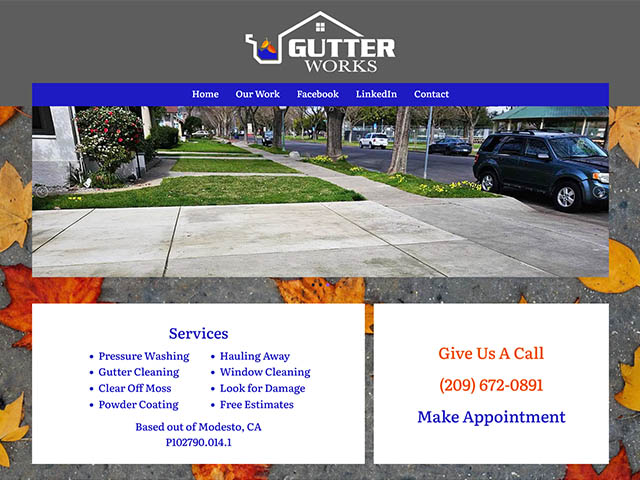 GUTTER
WORKS
Home Our Work Facebook LinkedIn Contact
Services
• Pressure Washing
• Gutter Cleaning
• Clear Off Moss
• Powder Coating
• Hauling Away
• Window Cleaning
• Look for Damage
• Free Estimates
Based out of Modesto, CA
P102790.014.1
Give Us A Call
(209) 672-0891
Make Appointment